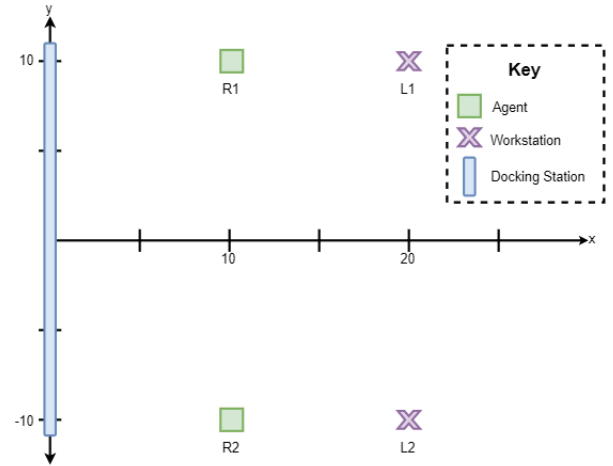 y
10
R1
L1
Key
Agent
Workstation
Docking Station
x
10
20
-10
R2
L2